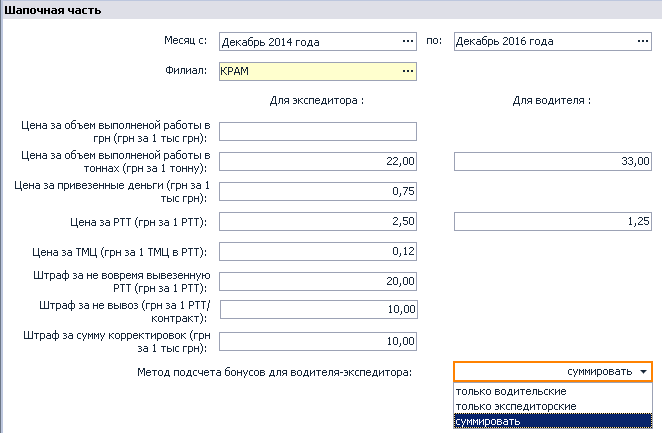 Шапочная часть
Месяц с: Декабрь 2014 года ... по: Декабрь 2016 года ...
Филиал: КРАМ ...
Для экспедитора : Для водителя :
Цена за объем выполненой работы в
грн (грн за 1 тыс грн):
Цена за объем выполненой работы в
тоннах (грн за 1 тонну): 22,00 33,00
Цена за привезенные деньги (грн за 1
тыс грн): 0,75
Цена за РТТ (грн за 1 РТТ): 2,50 1,25
Цена за ТМЦ (грн за 1 ТМЦ в РТТ): 0,12
Штраф за не вовремя вывезенную
РТТ (грн за 1 РТТ): 20,00
Штраф за не вывоз (грн за 1 РТТ/
контракт): 10,00
Штраф за сумму корректировок (грн
за 1 тыс грн): 10,00
Метод подсчета бонусов для водителя-экспедитора: суммировать
только водительские
только экспедиторские
суммировать